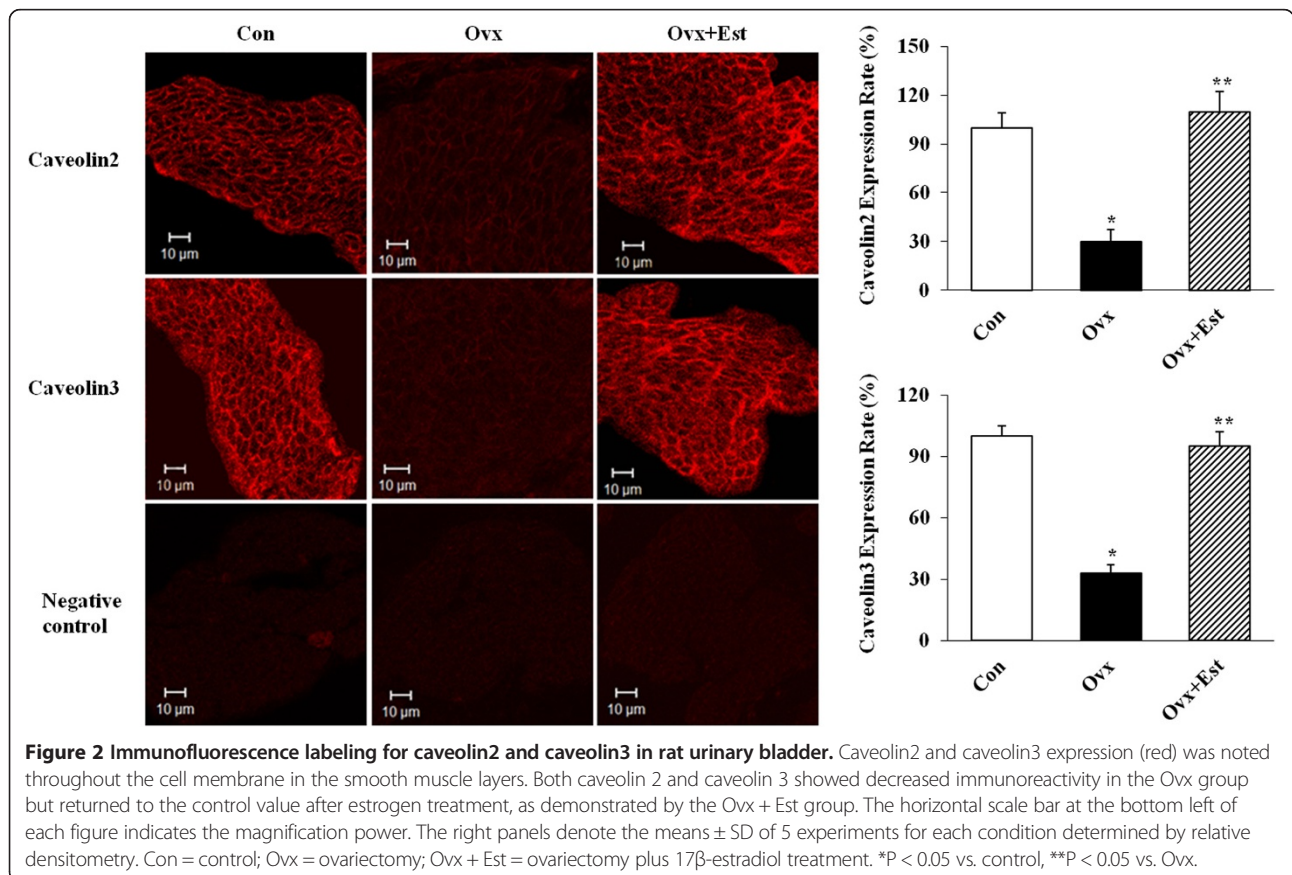 Con Ovx Ovx+Est
Caveolin2
10 µm 10 µm 10 µm
Caveolin3
10 µm 10 µm 10 µm
Negative
control
10 µm 10 µm 10 µm
Caveolin2 Expression Rate (%)
150
120
90
60
30
0
*
**
Con Ovx Ovx+Est
Caveolin3 Expression Rate (%)
120
90
60
30
0
*
**
Con Ovx Ovx+Est
Figure 2 Immunofluorescence labeling for caveolin2 and caveolin3 in rat urinary bladder. Caveolin2 and caveolin3 expression (red) was noted
throughout the cell membrane in the smooth muscle layers. Both caveolin 2 and caveolin 3 showed decreased immunoreactivity in the Ovx group
but returned to the control value after estrogen treatment, as demonstrated by the Ovx + Est group. The horizontal scale bar at the bottom left of
each figure indicates the magnification power. The right panels denote the means ± SD of 5 experiments for each condition determined by relative
densitometry. Con = control; Ovx = ovariectomy; Ovx + Est = ovariectomy plus 17β-estradiol treatment. *P < 0.05 vs. control, **P < 0.05 vs. Ovx.